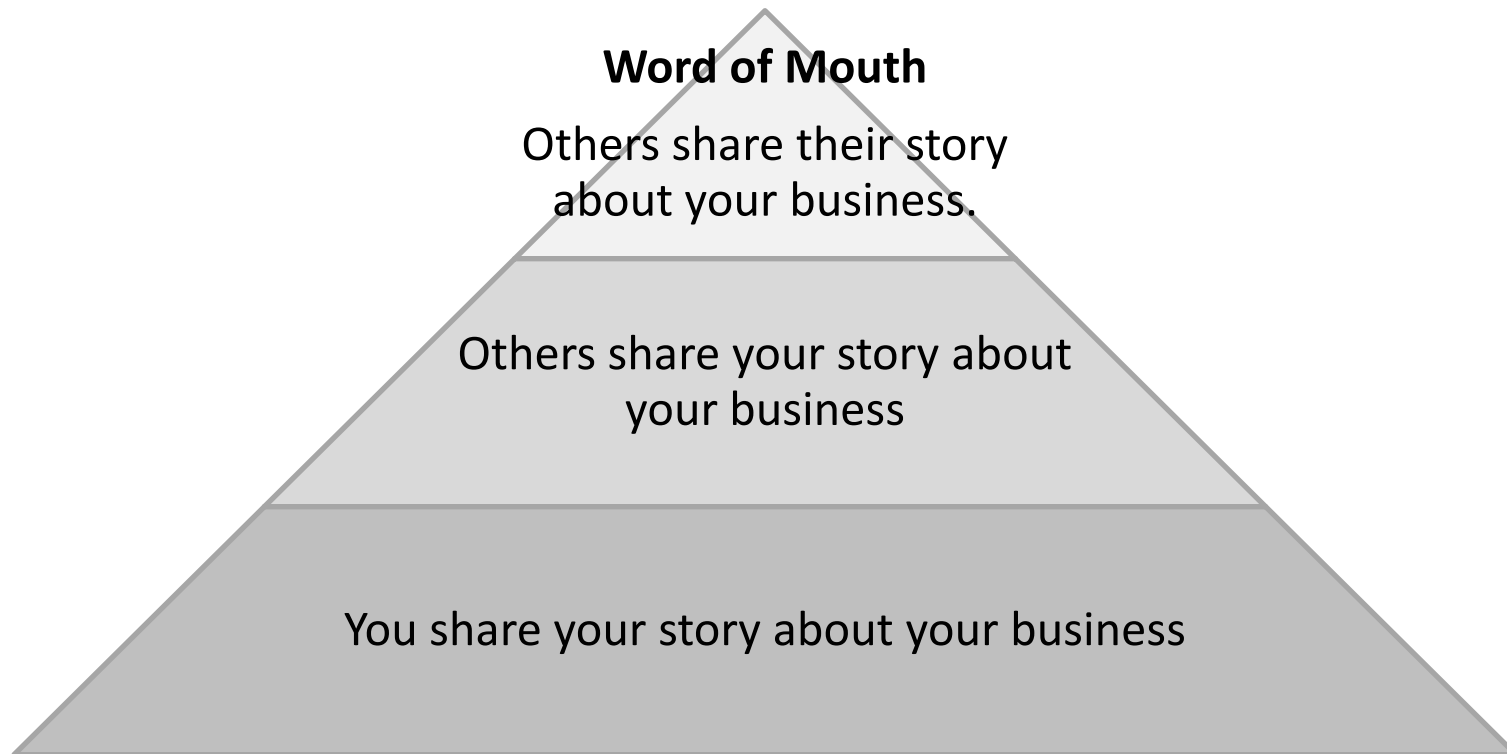 Word of Mouth
Others share their story
about your business.
Others share your story about
your business
You share your story about your business